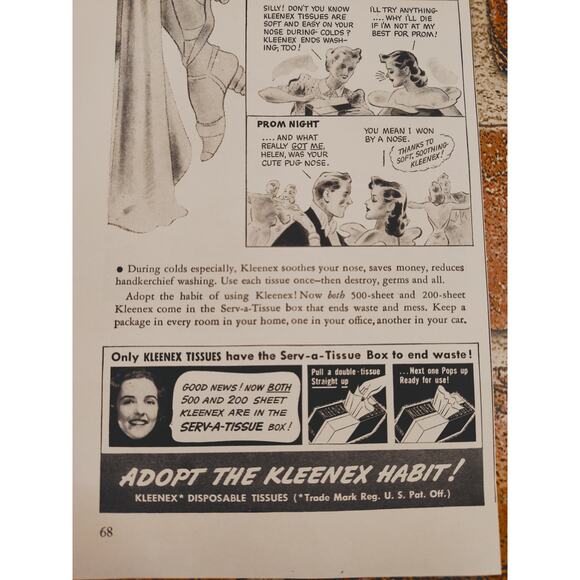 SILLY! DON'T YOU KNOW
KLEENEX TISSUES ARE
SOFT AND EASY ON YOUR
NOSE DURING COLDS?
KLEENEX ENDS WASH-
ING, TOO!
I'LL TRY ANYTHING
....WHY I'LL DIE
IF I'M NOT AT MY
BEST FOR PROM!
PROM NIGHT
....AND WHAT
REALLY GOT ME,
HELEN, WAS YOUR
CUTE PUG NOSE.
YOU MEAN I WON
BY A NOSE.
(THANKS TO
SOFT, SOOTHING
KLEENEX!)
● During colds especially, Kleenex soothes your nose, saves money, reduces
handkerchief washing. Use each tissue once—then destroy, germs and all.
Adopt the habit of using Kleenex! Now both 500-sheet and 200-sheet
Kleenex come in the Serv-a-Tissue box that ends waste and mess. Keep a
package in every room in your home, one in your office, another in your car.
Only KLEENEX TISSUES have the Serv-a-Tissue Box to end waste!
GOOD NEWS! NOW BOTH
500 AND 200 SHEET
KLEENEX ARE IN THE
SERV-A-TISSUE BOX!
Pull a double-tissue
Straight up
...Next one Pops up
Ready for use!
ADOPT THE KLEENEX HABIT!
KLEENEX* DISPOSABLE TISSUES (*Trade Mark Reg. U. S. Pat. Off.)
68